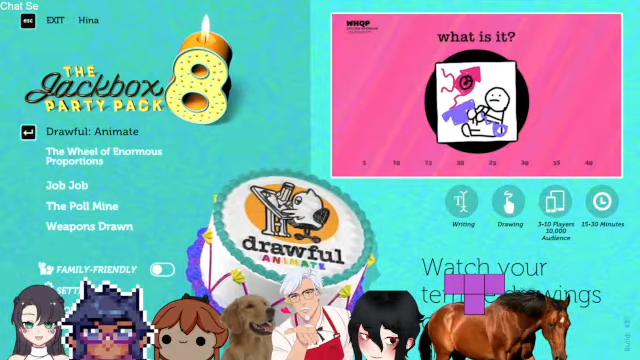 Chat Se
esc EXIT Hina
THE
Jackbox
PARTY PACK
8
Drawful: Animate
The Wheel of Enormous
Proportions
Job Job
The Poll Mine
Weapons Drawn
FAMILY-FRIENDLY
SETT
drawful
ANIMATE
WHQP
what is it?
Writing
Drawing
3-10 Players
10,000
Audience
15-30 Minutes
Watch your
drawings